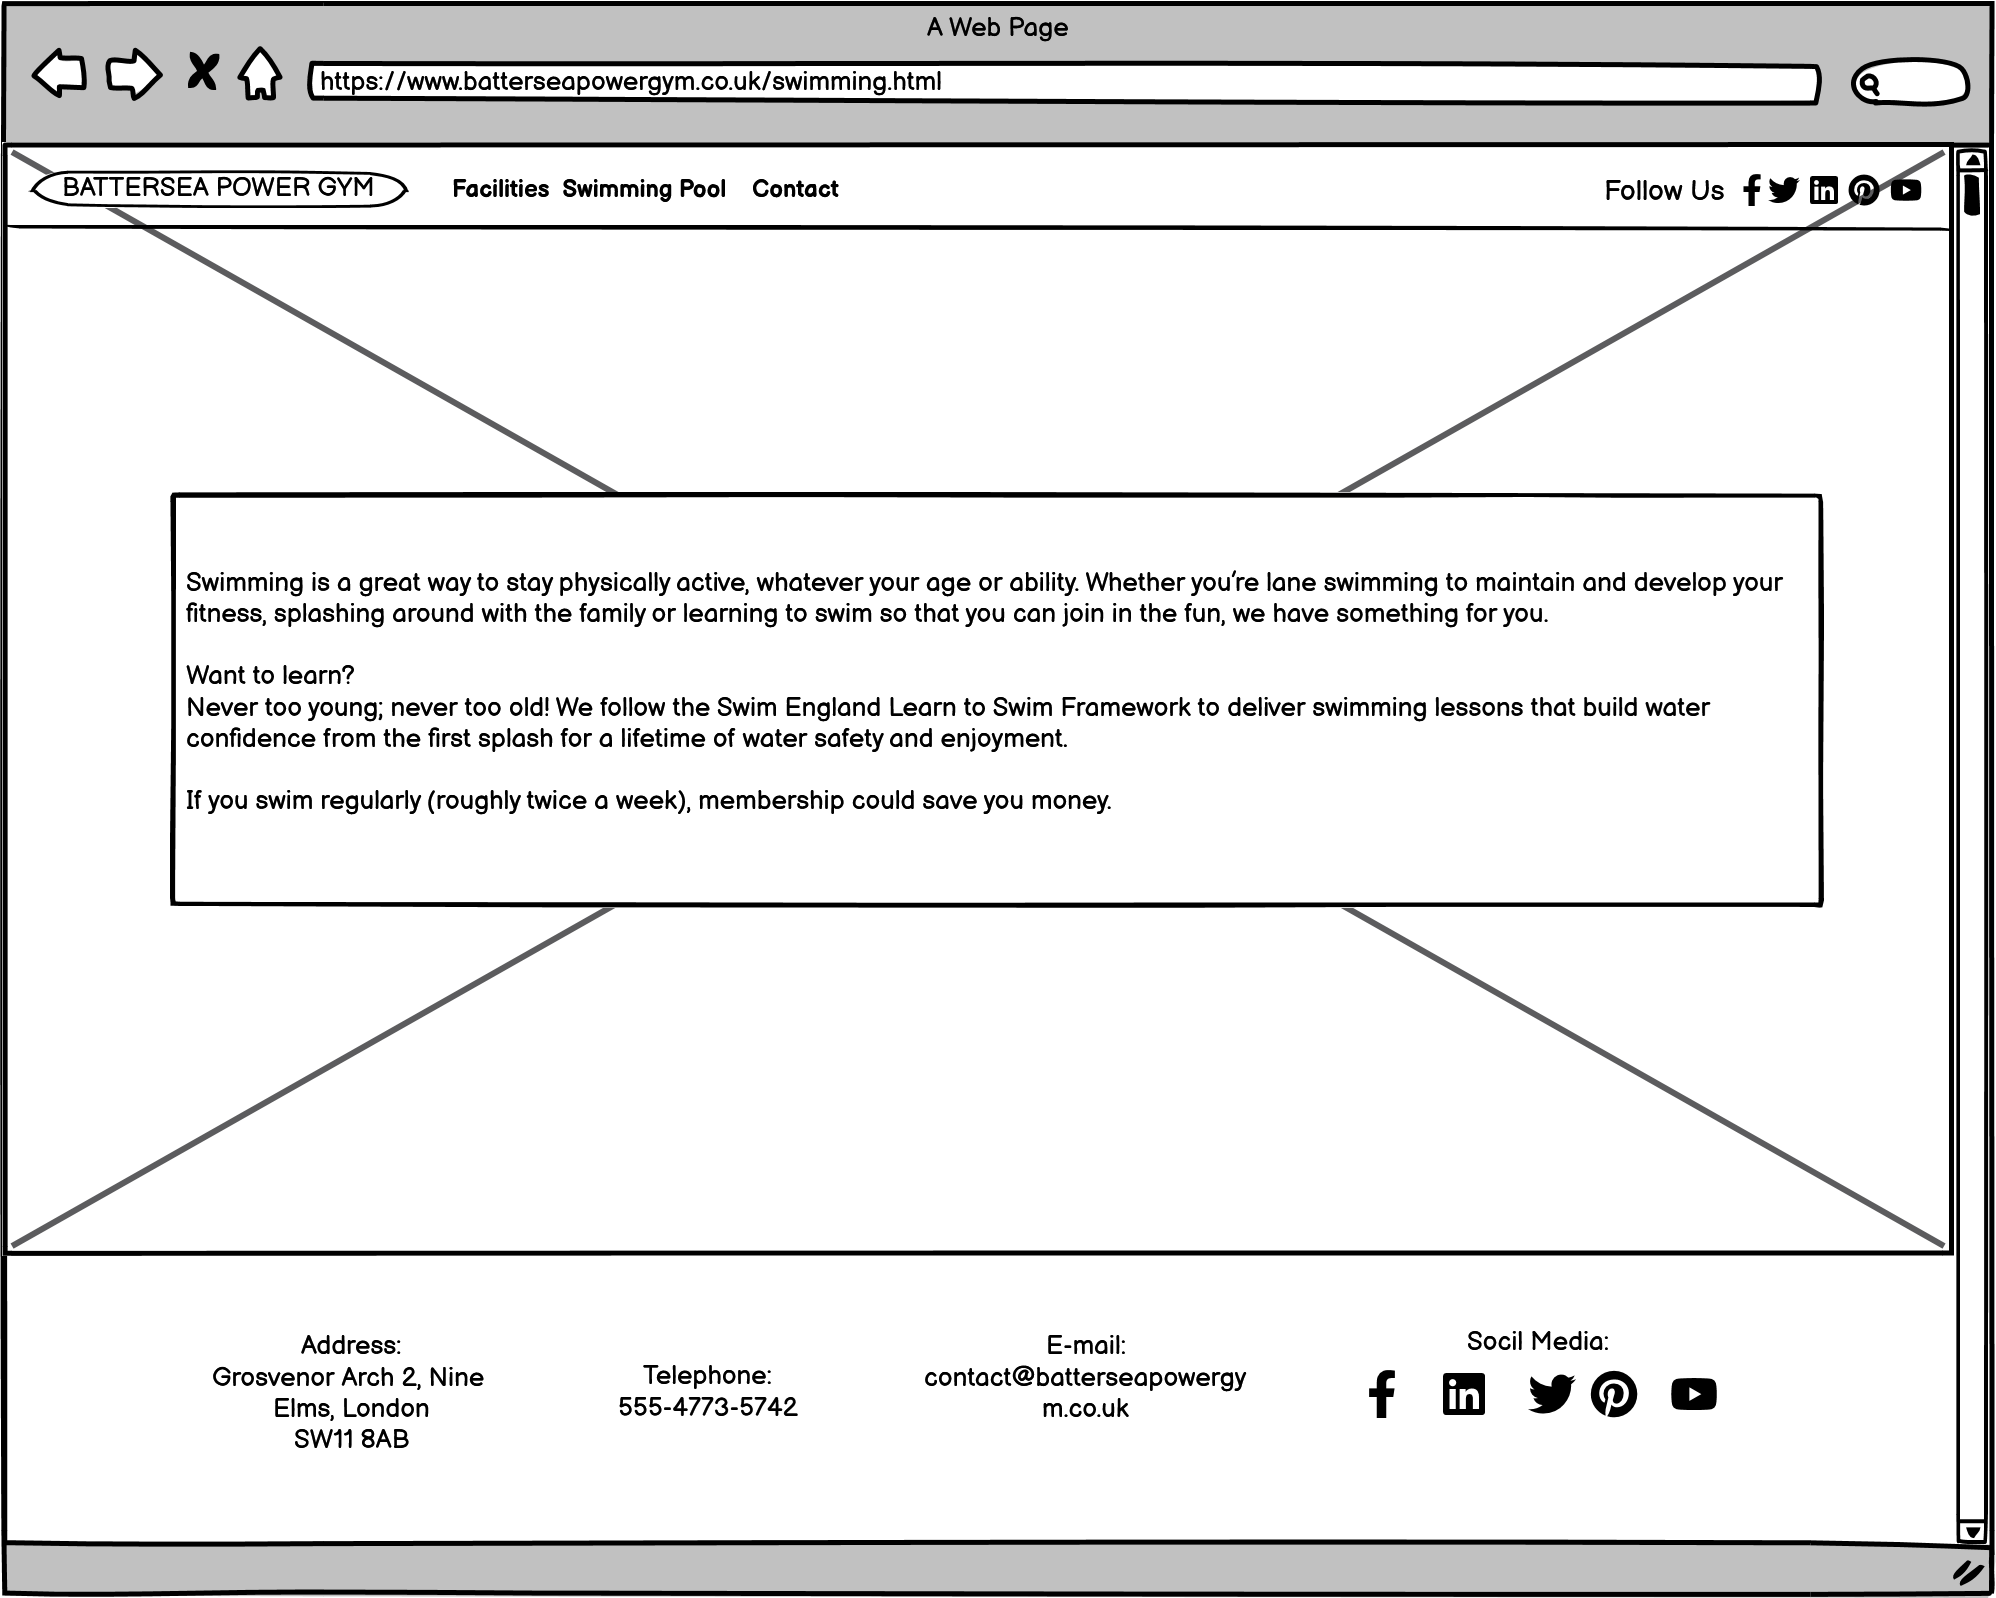 A Web Page
https://www.batterseapowergym.co.uk/swimming.html
BATTERSEA POWER GYM Facilities Swimming Pool Contact Follow Us
Swimming is a great way to stay physically active, whatever your age or ability. Whether you're lane swimming to maintain and develop your
fitness, splashing around with the family or learning to swim so that you can join in the fun, we have something for you.
Want to learn?
Never too young; never too old! We follow the Swim England Learn to Swim Framework to deliver swimming lessons that build water
confidence from the first splash for a lifetime of water safety and enjoyment.
If you swim regularly (roughly twice a week), membership could save you money.
Address:
Grosvenor Arch 2, Nine
Elms, London
SW11 8AB
Telephone:
555-4773-5742
E-mail:
contact@batterseapowergy
m.co.uk
Socil Media: